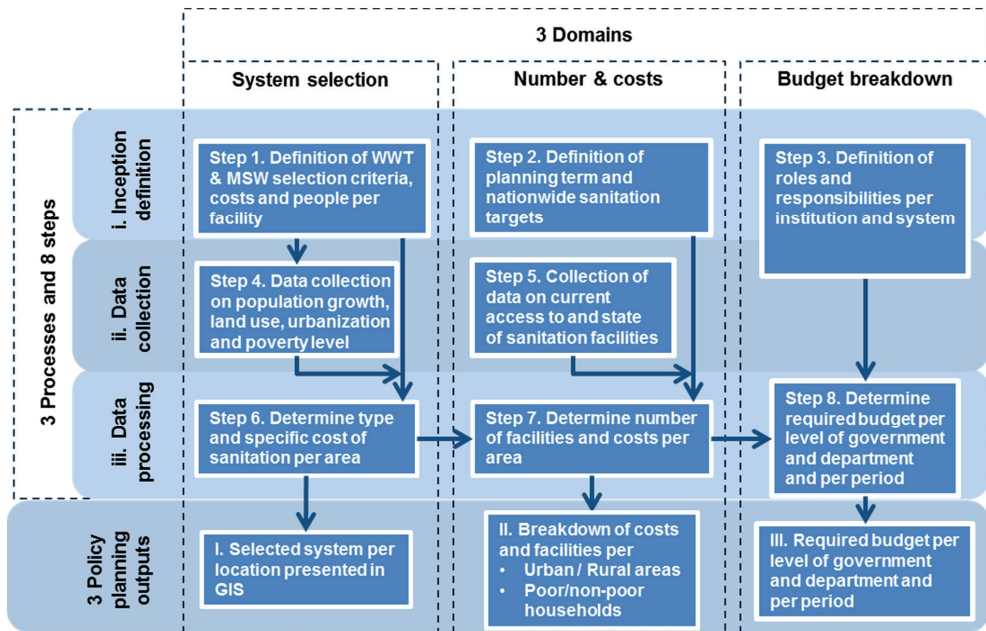 3 Domains
System selection
Number & costs
Budget breakdown
3 Processes and 8 steps
i. Inception
definition
Step 1. Definition of WWT
& MSW selection criteria,
costs and people per
facility
Step 2. Definition of
planning term and
nationwide sanitation
targets
Step 3. Definition of
roles and
responsibilities per
institution and system
ii. Data
collection
Step 4. Data collection
on population growth,
land use, urbanization
and poverty level
Step 5. Collection of
data on current
access to and state
of sanitation facilities
iii. Data
processing
Step 6. Determine type
and specific cost of
sanitation per area
Step 7. Determine number
of facilities and costs per
area
Step 8. Determine
required budget per
level of government
and department
and per period
3 Policy
planning
outputs
I. Selected system per
location presented in
GIS
II. Breakdown of costs
and facilities per
• Urban / Rural areas
• Poor/non-poor
households
III. Required budget per
level of government
and department and
per period